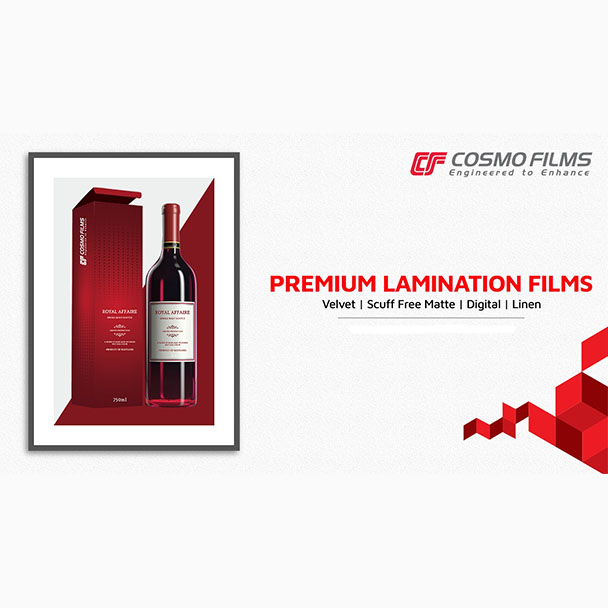 CF COSMO FILMS
Engineered to Enhance
PREMIUM LAMINATION FILMS
Velvet | Scuff Free Matte | Digital | Linen
COSMO FILMS
ROYAL AFFAIRE
750ml
ROYAL AFFAIRE